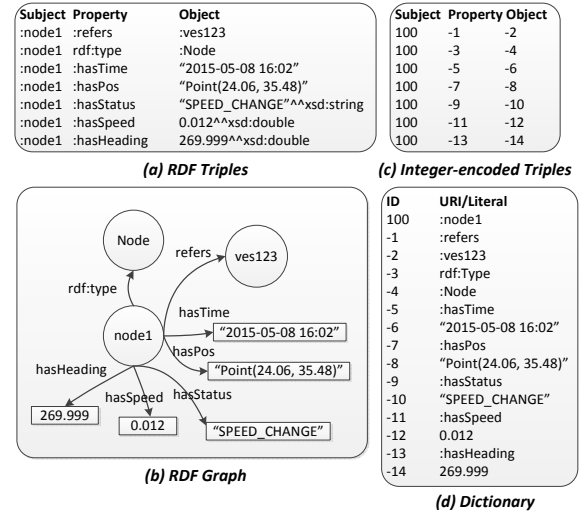 Subject Property Object
:node1 :refers :ves123
:node1 rdf:type :Node
:node1 :hasTime "2015-05-08 16:02"
:node1 :hasPos "Point(24.06, 35.48)"
:node1 :hasStatus "SPEED_CHANGE"^^xsd:string
:node1 :hasSpeed 0.012^^xsd:double
:node1 :hasHeading 269.999^^xsd:double
(a) RDF Triples
Subject Property Object
100 -1 -2
100 -3 -4
100 -5 -6
100 -7 -8
100 -9 -10
100 -11 -12
100 -13 -14
(c) Integer-encoded Triples
Node
refers
ves123
rdf:type
hasTime
node1
"2015-05-08 16:02"
hasPos
hasHeading
"Point(24.06, 35.48)"
hasSpeed
hasStatus
269.999
0.012
"SPEED_CHANGE"
(b) RDF Graph
ID URI/Literal
100 :node1
-1 :refers
-2 :ves123
-3 rdf:Type
-4 :Node
-5 :hasTime
-6 "2015-05-08 16:02"
-7 :hasPos
-8 "Point(24.06, 35.48)"
-9 :hasStatus
-10 "SPEED_CHANGE"
-11 :hasSpeed
-12 0.012
-13 :hasHeading
-14 269.999
(d) Dictionary